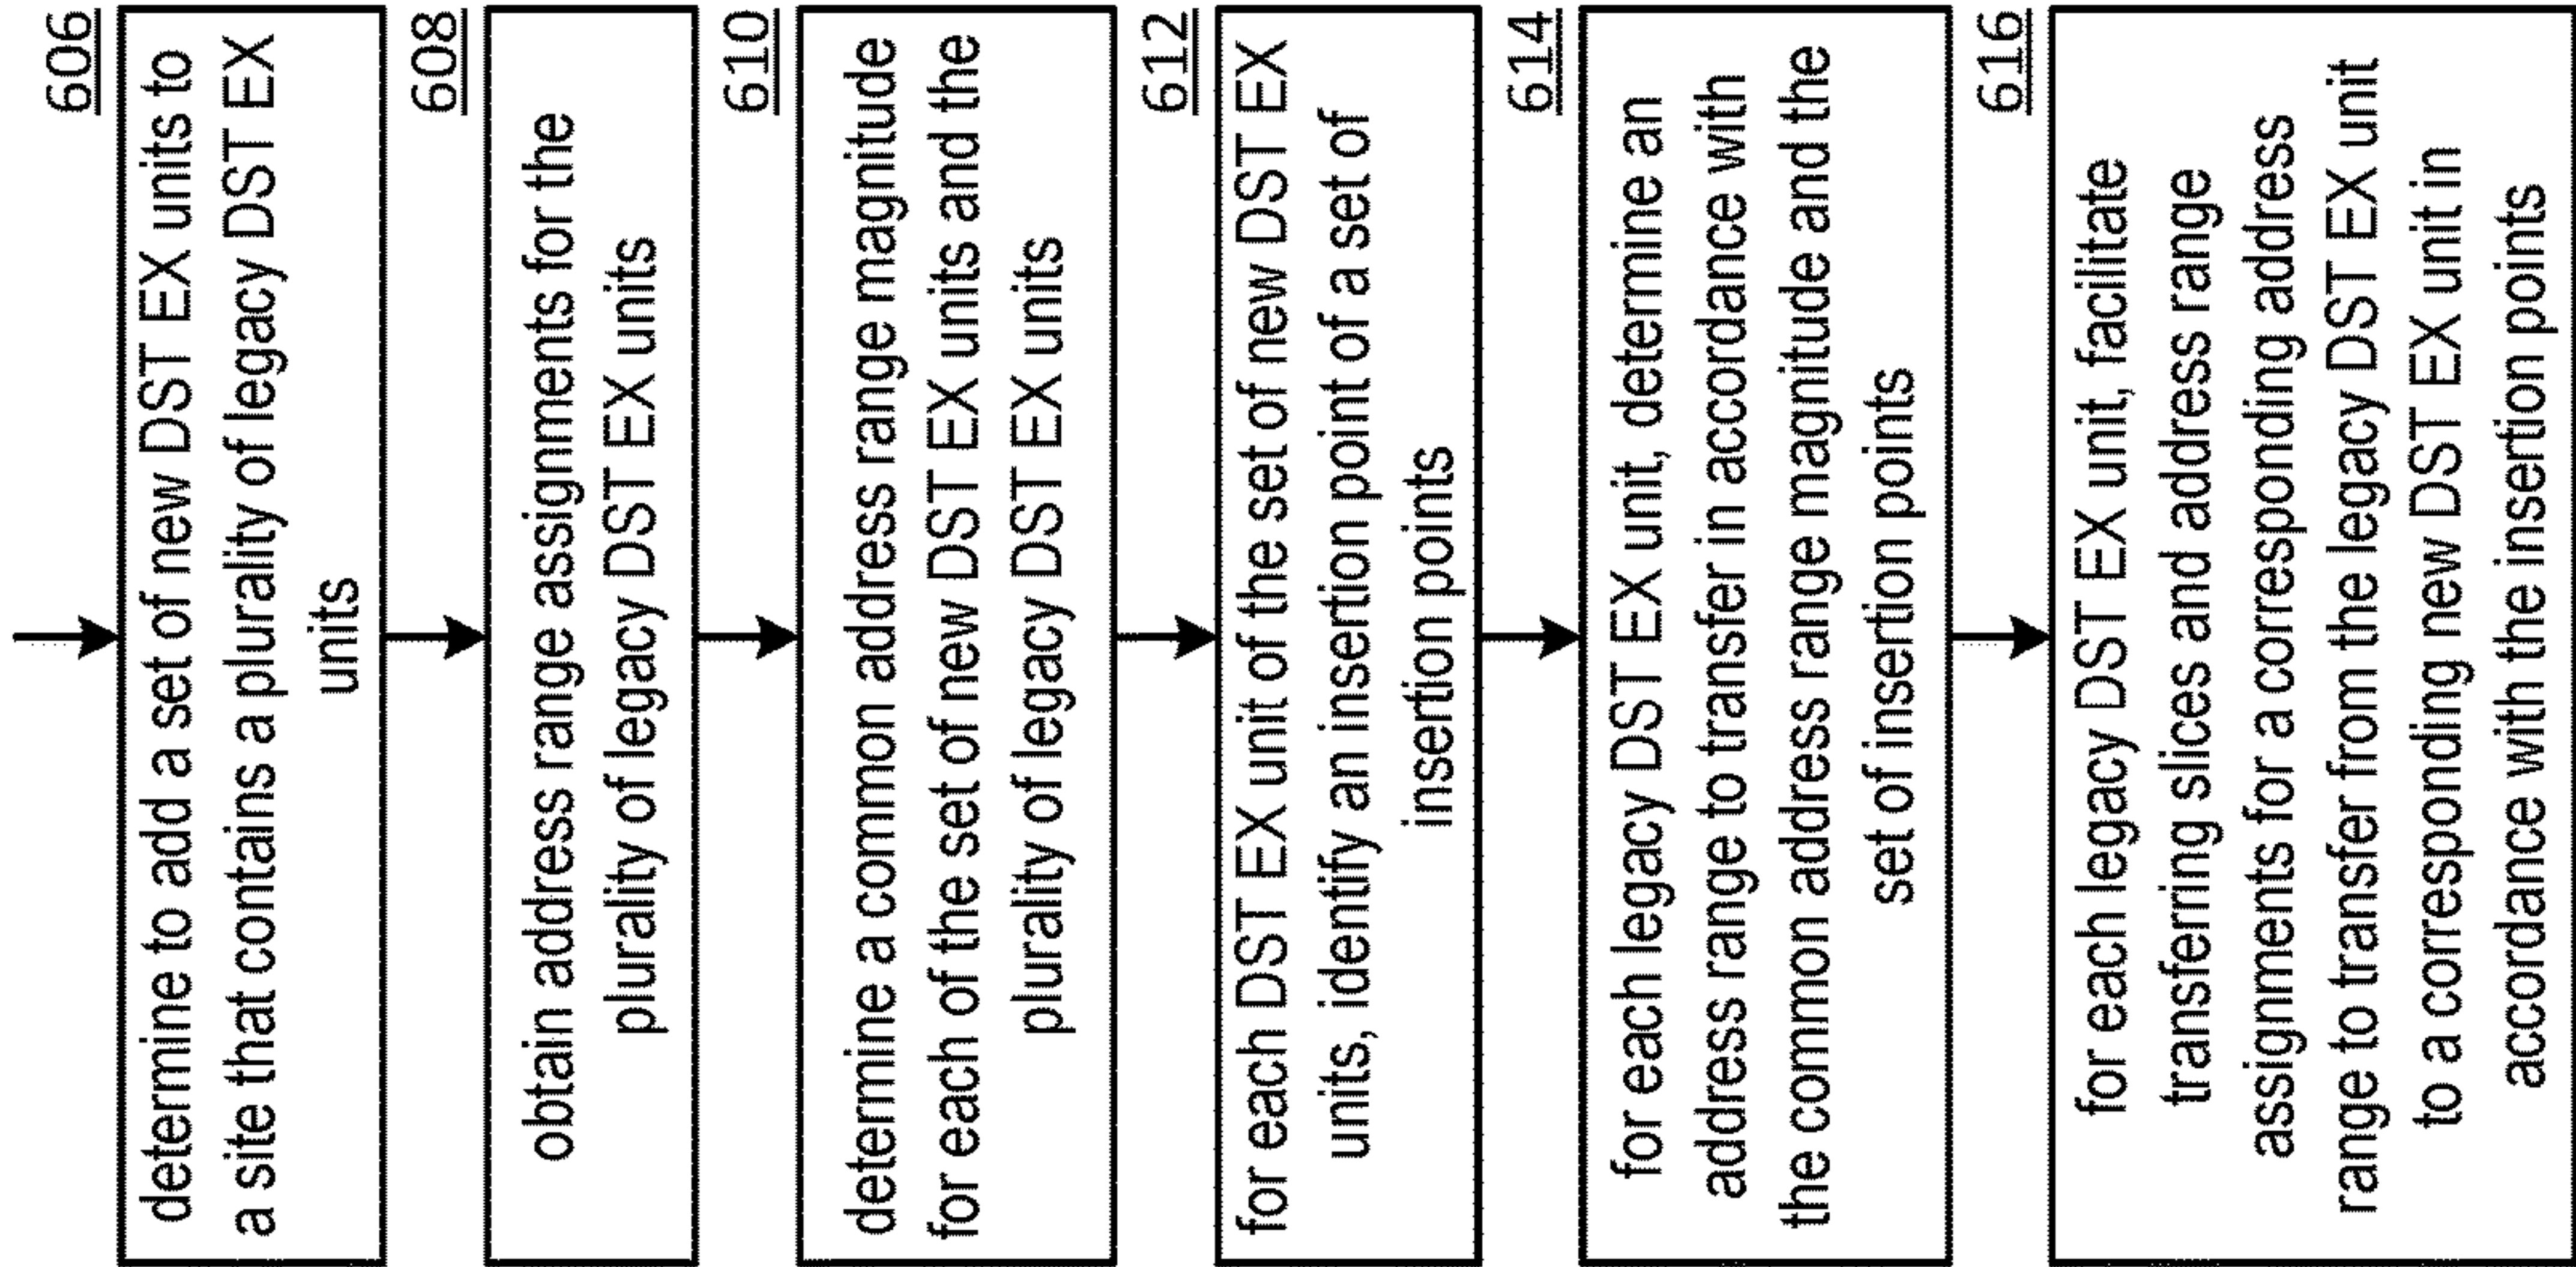 606
determine to add a set of new DST EX units to
a site that contains a plurality of legacy DST EX
units
608
obtain address range assignments for the
plurality of legacy DST EX units
610
determine a common address range magnitude
for each of the set of new DST EX units and the
plurality of legacy DST EX units
612
for each DST EX unit of the set of new DST EX
units, identify an insertion point of a set of
insertion points
614
for each legacy DST EX unit, determine an
address range to transfer in accordance with
the common address range magnitude and the
set of insertion points
616
for each legacy DST EX unit, facilitate
transferring slices and address range
assignments for a corresponding address
range to transfer from the legacy DST EX unit
to a corresponding new DST EX unit in
accordance with the insertion points